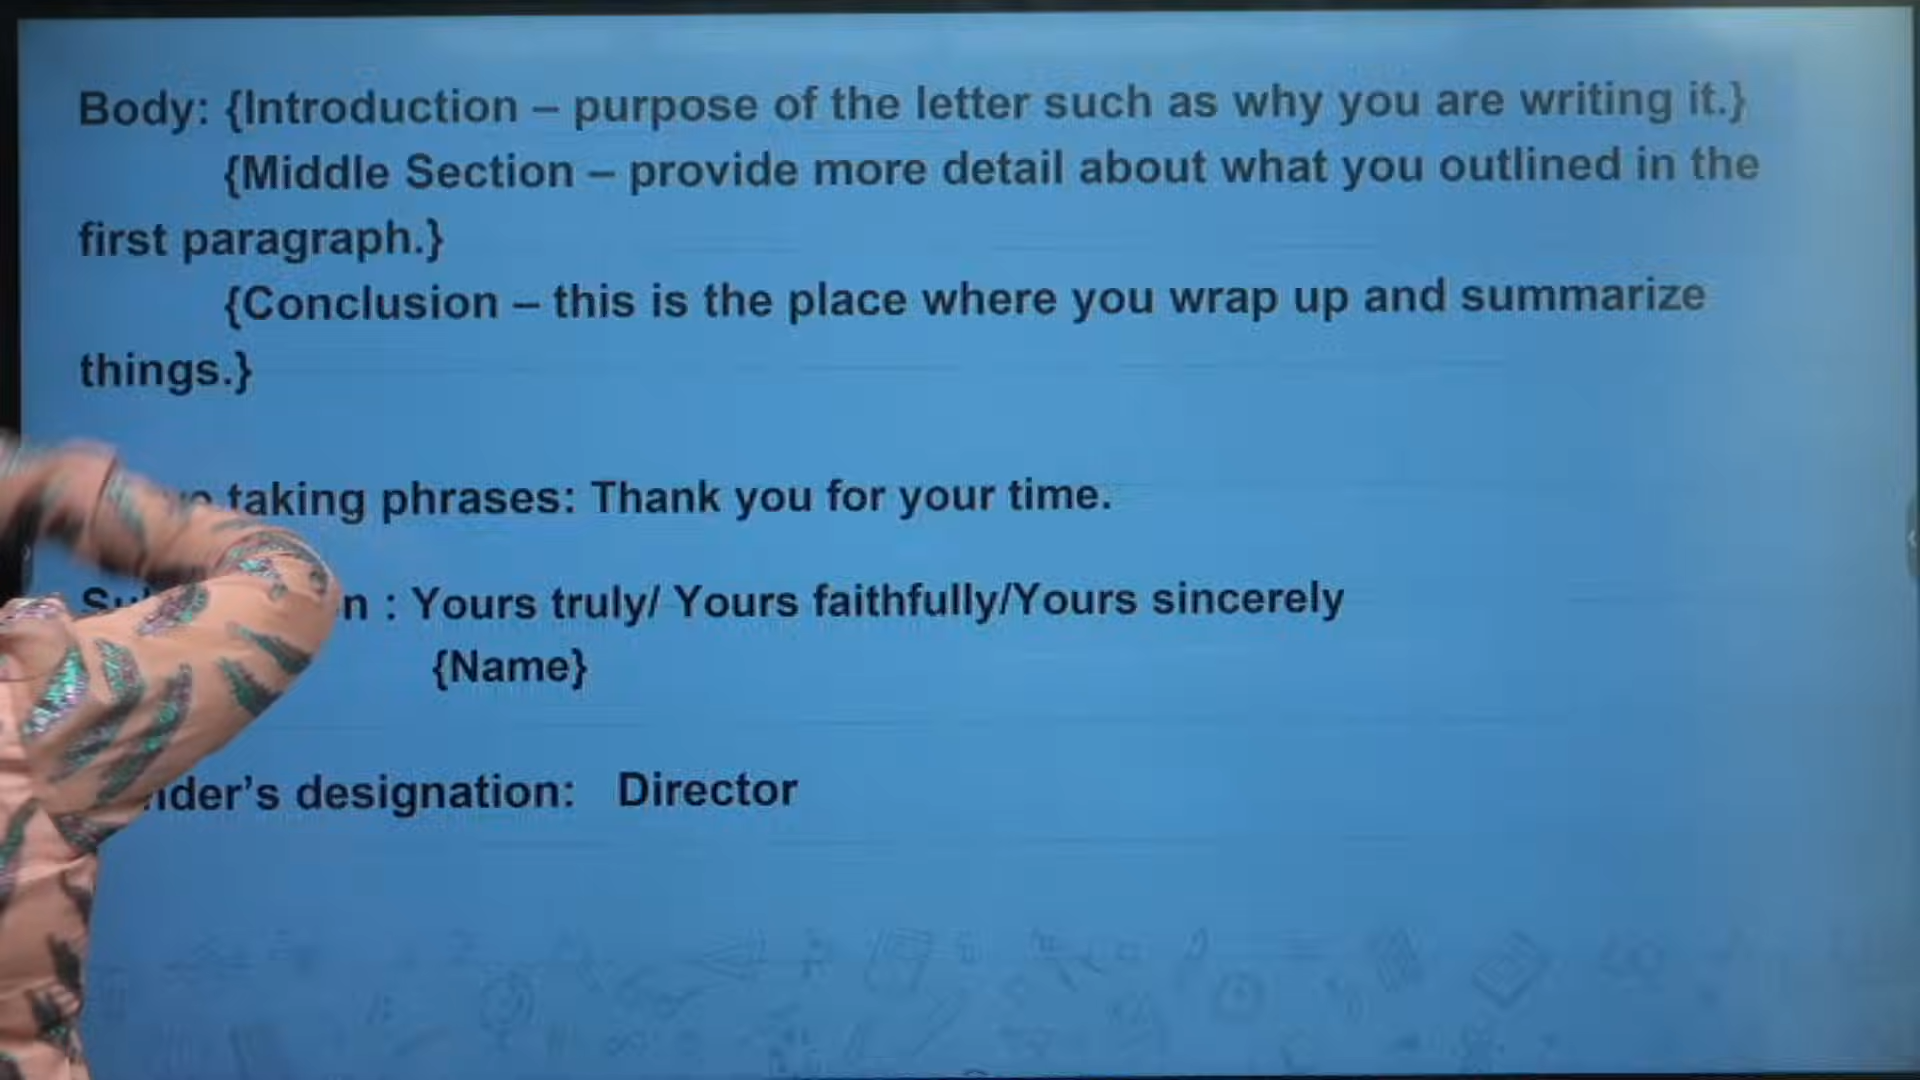 Body: {Introduction – purpose of the letter such as why you are writing it.}
{Middle Section – provide more detail about what you outlined in the
first paragraph.}
{Conclusion – this is the place where you wrap up and summarize
things.}
taking phrases: Thank you for your time.
: Yours truly/ Yours faithfully/Yours sincerely
{Name}
designation: Director